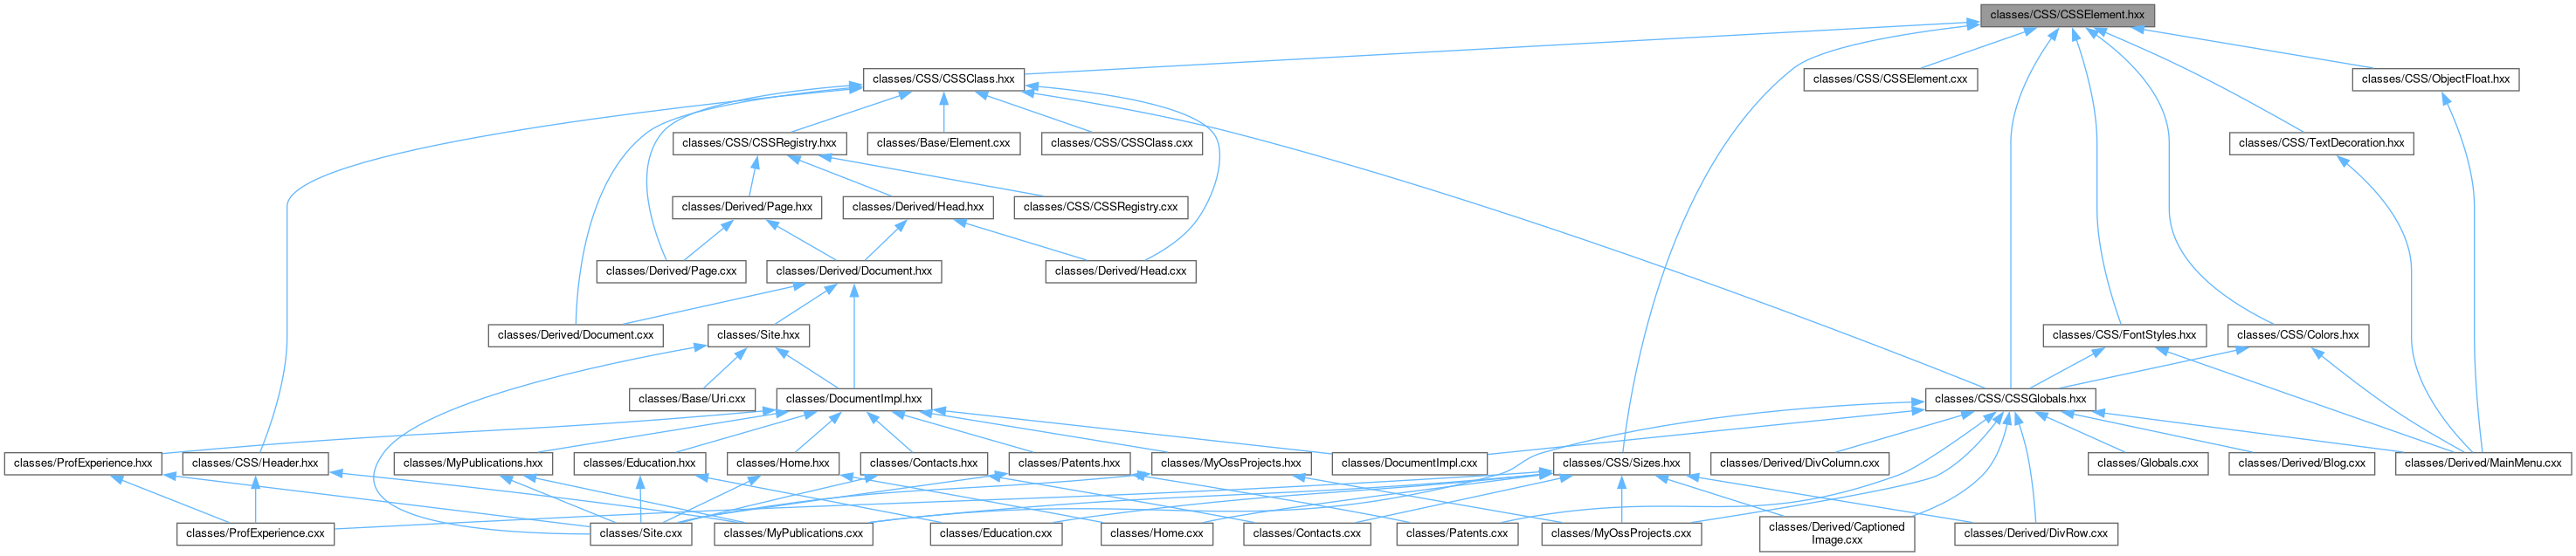 classes/CSS/CSSElement.hxx
classes/CSS/CSSClass.hxx
classes/CSS/CSSElement.cxx
classes/CSS/ObjectFloat.hxx
classes/CSS/CSSRegistry.hxx
classes/Base/Element.cxx
classes/CSS/CSSClass.cxx
classes/CSS/TextDecoration.hxx
classes/Derived/Page.hxx
classes/Derived/Head.hxx
classes/CSS/CSSRegistry.cxx
classes/Derived/Page.cxx
classes/Derived/Document.hxx
classes/Derived/Head.cxx
classes/Derived/Document.cxx
classes/Site.hxx
classes/CSS/FontStyles.hxx
classes/CSS/Colors.hxx
classes/Base/Uri.cxx
classes/DocumentImpl.hxx
classes/CSS/CSSGlobals.hxx
classes/ProfExperience.hxx
classes/CSS/Header.hxx
classes/MyPublications.hxx
classes/Education.hxx
classes/Home.hxx
classes/Contacts.hxx
classes/Patents.hxx
classes/MyOssProjects.hxx
classes/DocumentImpl.cxx
classes/CSS/Sizes.hxx
classes/Derived/DivColumn.cxx
classes/Globals.cxx
classes/Derived/Blog.cxx
classes/Derived/MainMenu.cxx
classes/ProfExperience.cxx
classes/Site.cxx
classes/MyPublications.cxx
classes/Education.cxx
classes/Home.cxx
classes/Contacts.cxx
classes/Patents.cxx
classes/MyOssProjects.cxx
classes/Derived/Captioned
Image.cxx
classes/Derived/DivRow.cxx